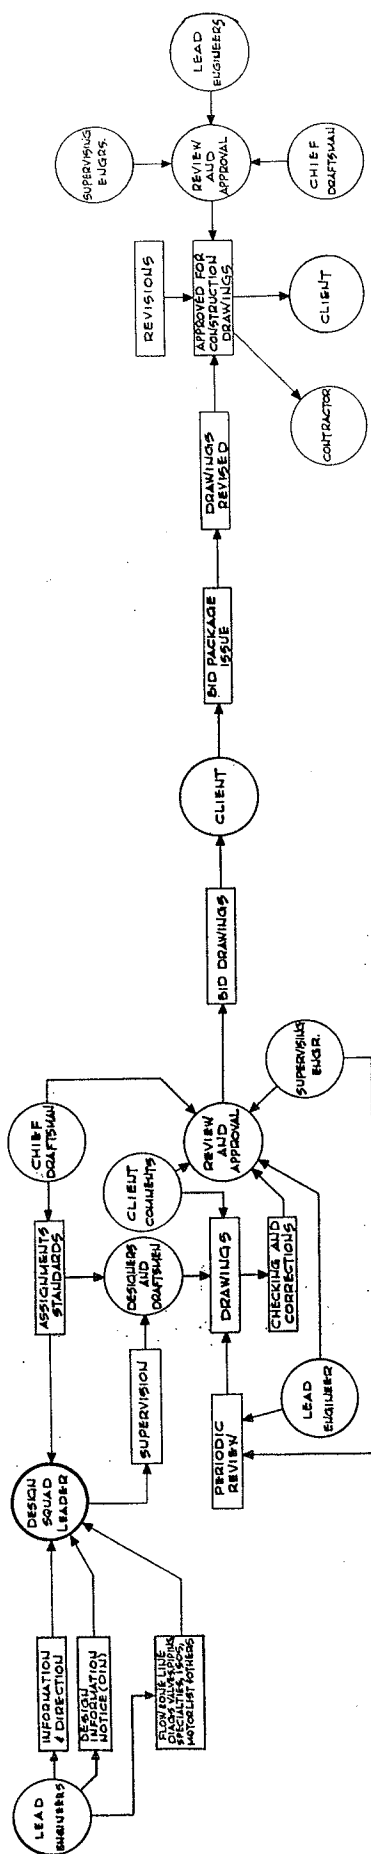 LEAD
ENGINEERS
INFORMATION
& DIRECTION
DESIGN
INFORMATION
NOTICE (DIN)
FLOW, ONE LINE
DIAGS, VALVE, PIPING
SPECIALTIES, ISOS,
MOTOR LIST & OTHERS
DESIGN
SQUAD
LEADER
ASSIGNMENTS
STANDARDS
CHIEF
DRAFTSMAN
SUPERVISION
DESIGNERS
AND
DRAFTSMEN
CLIENT
COMMENTS
PERIODIC
REVIEW
DRAWINGS
REVIEW
AND
APPROVAL
LEAD
ENGINEER
CHECKING AND
CORRECTIONS
SUPERVISING
ENGR.
BID DRAWINGS
CLIENT
BID PACKAGE
ISSUE
DRAWINGS
REVISED
REVISIONS
APPROVED FOR
CONSTRUCTION
DRAWINGS
CONTRACTOR
CLIENT
SUPERVISING
ENGRS.
REVIEW
AND
APPROVAL
LEAD
ENGINEERS
CHIEF
DRAFTSMAN